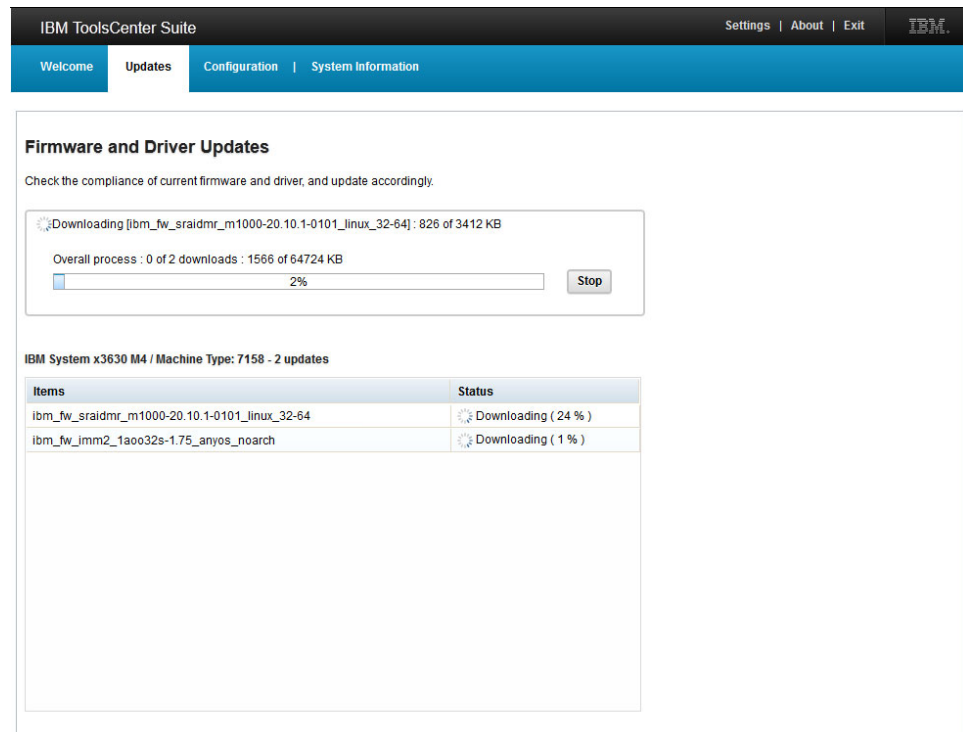 IBM ToolsCenter Suite
Settings | About | Exit
IBM.
Welcome
Updates
Configuration | System Information
Firmware and Driver Updates
Check the compliance of current firmware and driver, and update accordingly.
Downloading [ibm_fw_sraidmr_m1000-20.10.1-0101_linux_32-64] : 826 of 3412 KB
Overall process : 0 of 2 downloads : 1566 of 64724 KB
2%
Stop
IBM System x3630 M4 / Machine Type: 7158 - 2 updates
Items Status
ibm_fw_sraidmr_m1000-20.10.1-0101_linux_32-64 Downloading ( 24 % )
ibm_fw_imm2_1aoo32s-1.75_anyos_noarch Downloading ( 1 % )